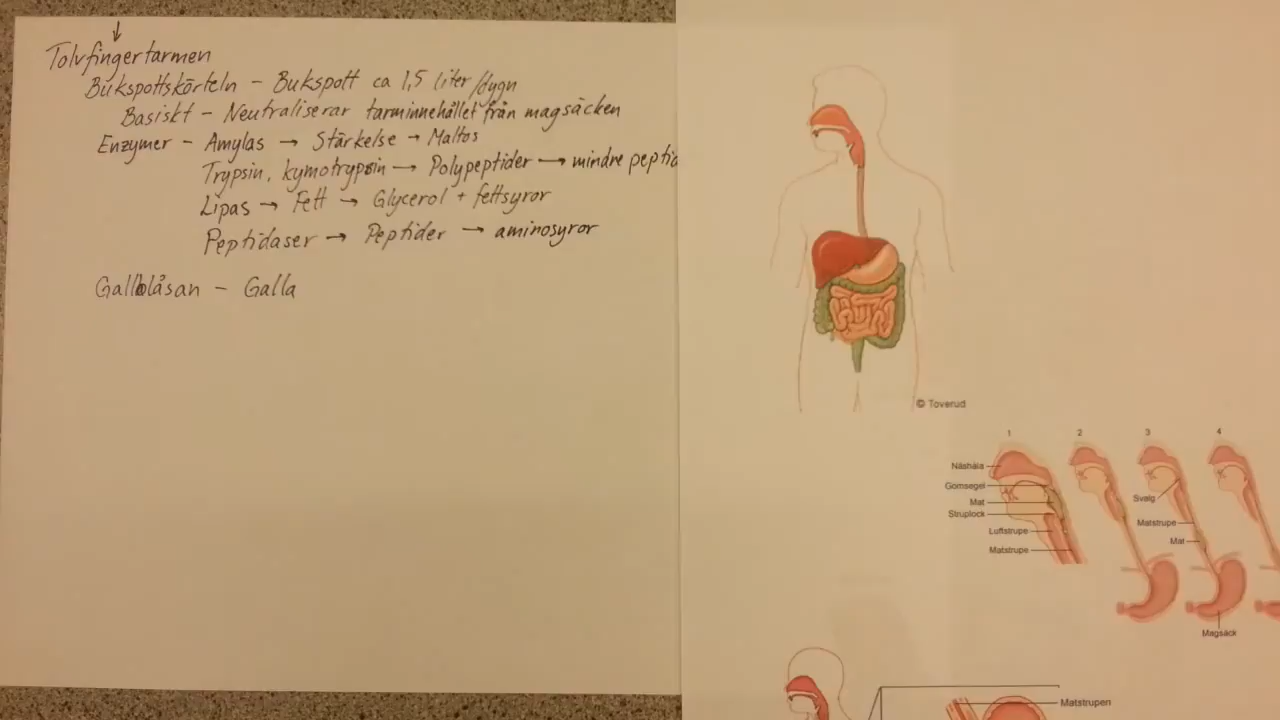 ↓
Tolvfingertarmen
Bukspottskörteln - Bukspott ca 1,5 liter/dygn
Basiskt - Neutraliserar tarminnehållet från magsäcken
Enzymer - Amylas → Stärkelse → Maltos
Trypsin, kymotrypsin → Polypeptider → mindre peptid
Lipas → Fett → Glycerol + fettsyror
Peptidaser → Peptider → aminosyror
Gallblåsan - Galla
© Toverud
1 2 3 4
Näshåla
Gomsegel
Mat
Struplock
Luftstrupe
Matstrupe
Svalg
Matstrupe
Mat
Magsäck
Matstrupen